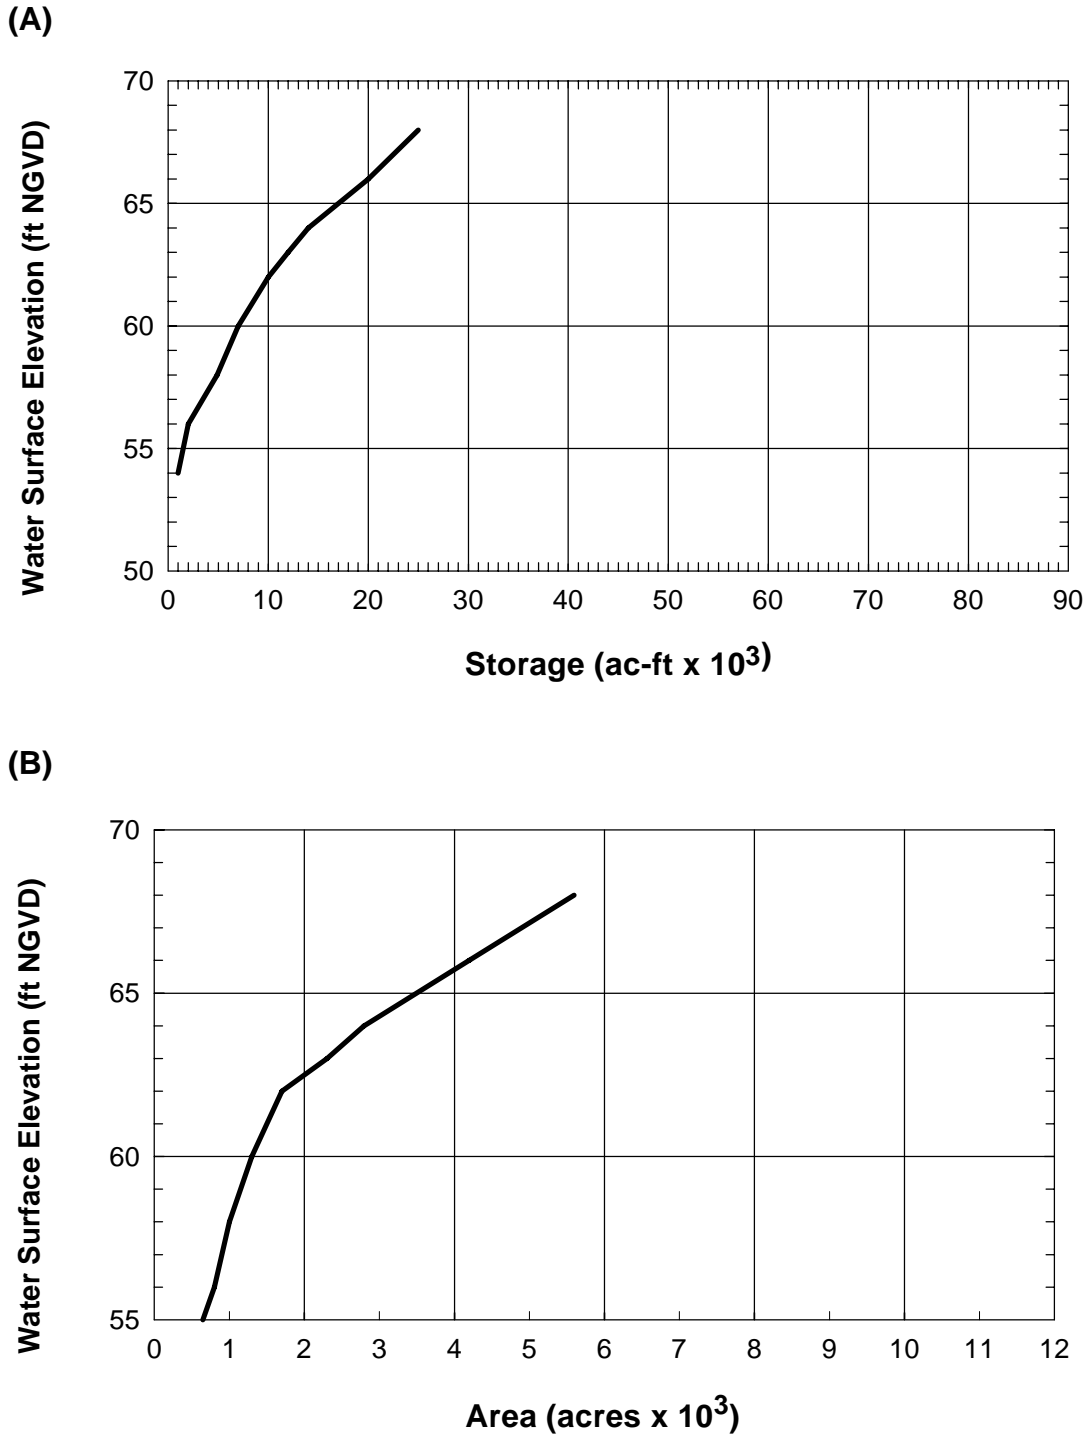 (A)
70
65
60
55
50
0 10 20 30 40 50 60 70 80 90
Water Surface Elevation (ft NGVD)
Storage (ac-ft x 10³)
(B)
70
65
60
55
0 1 2 3 4 5 6 7 8 9 10 11 12
Water Surface Elevation (ft NGVD)
Area (acres x 10³)